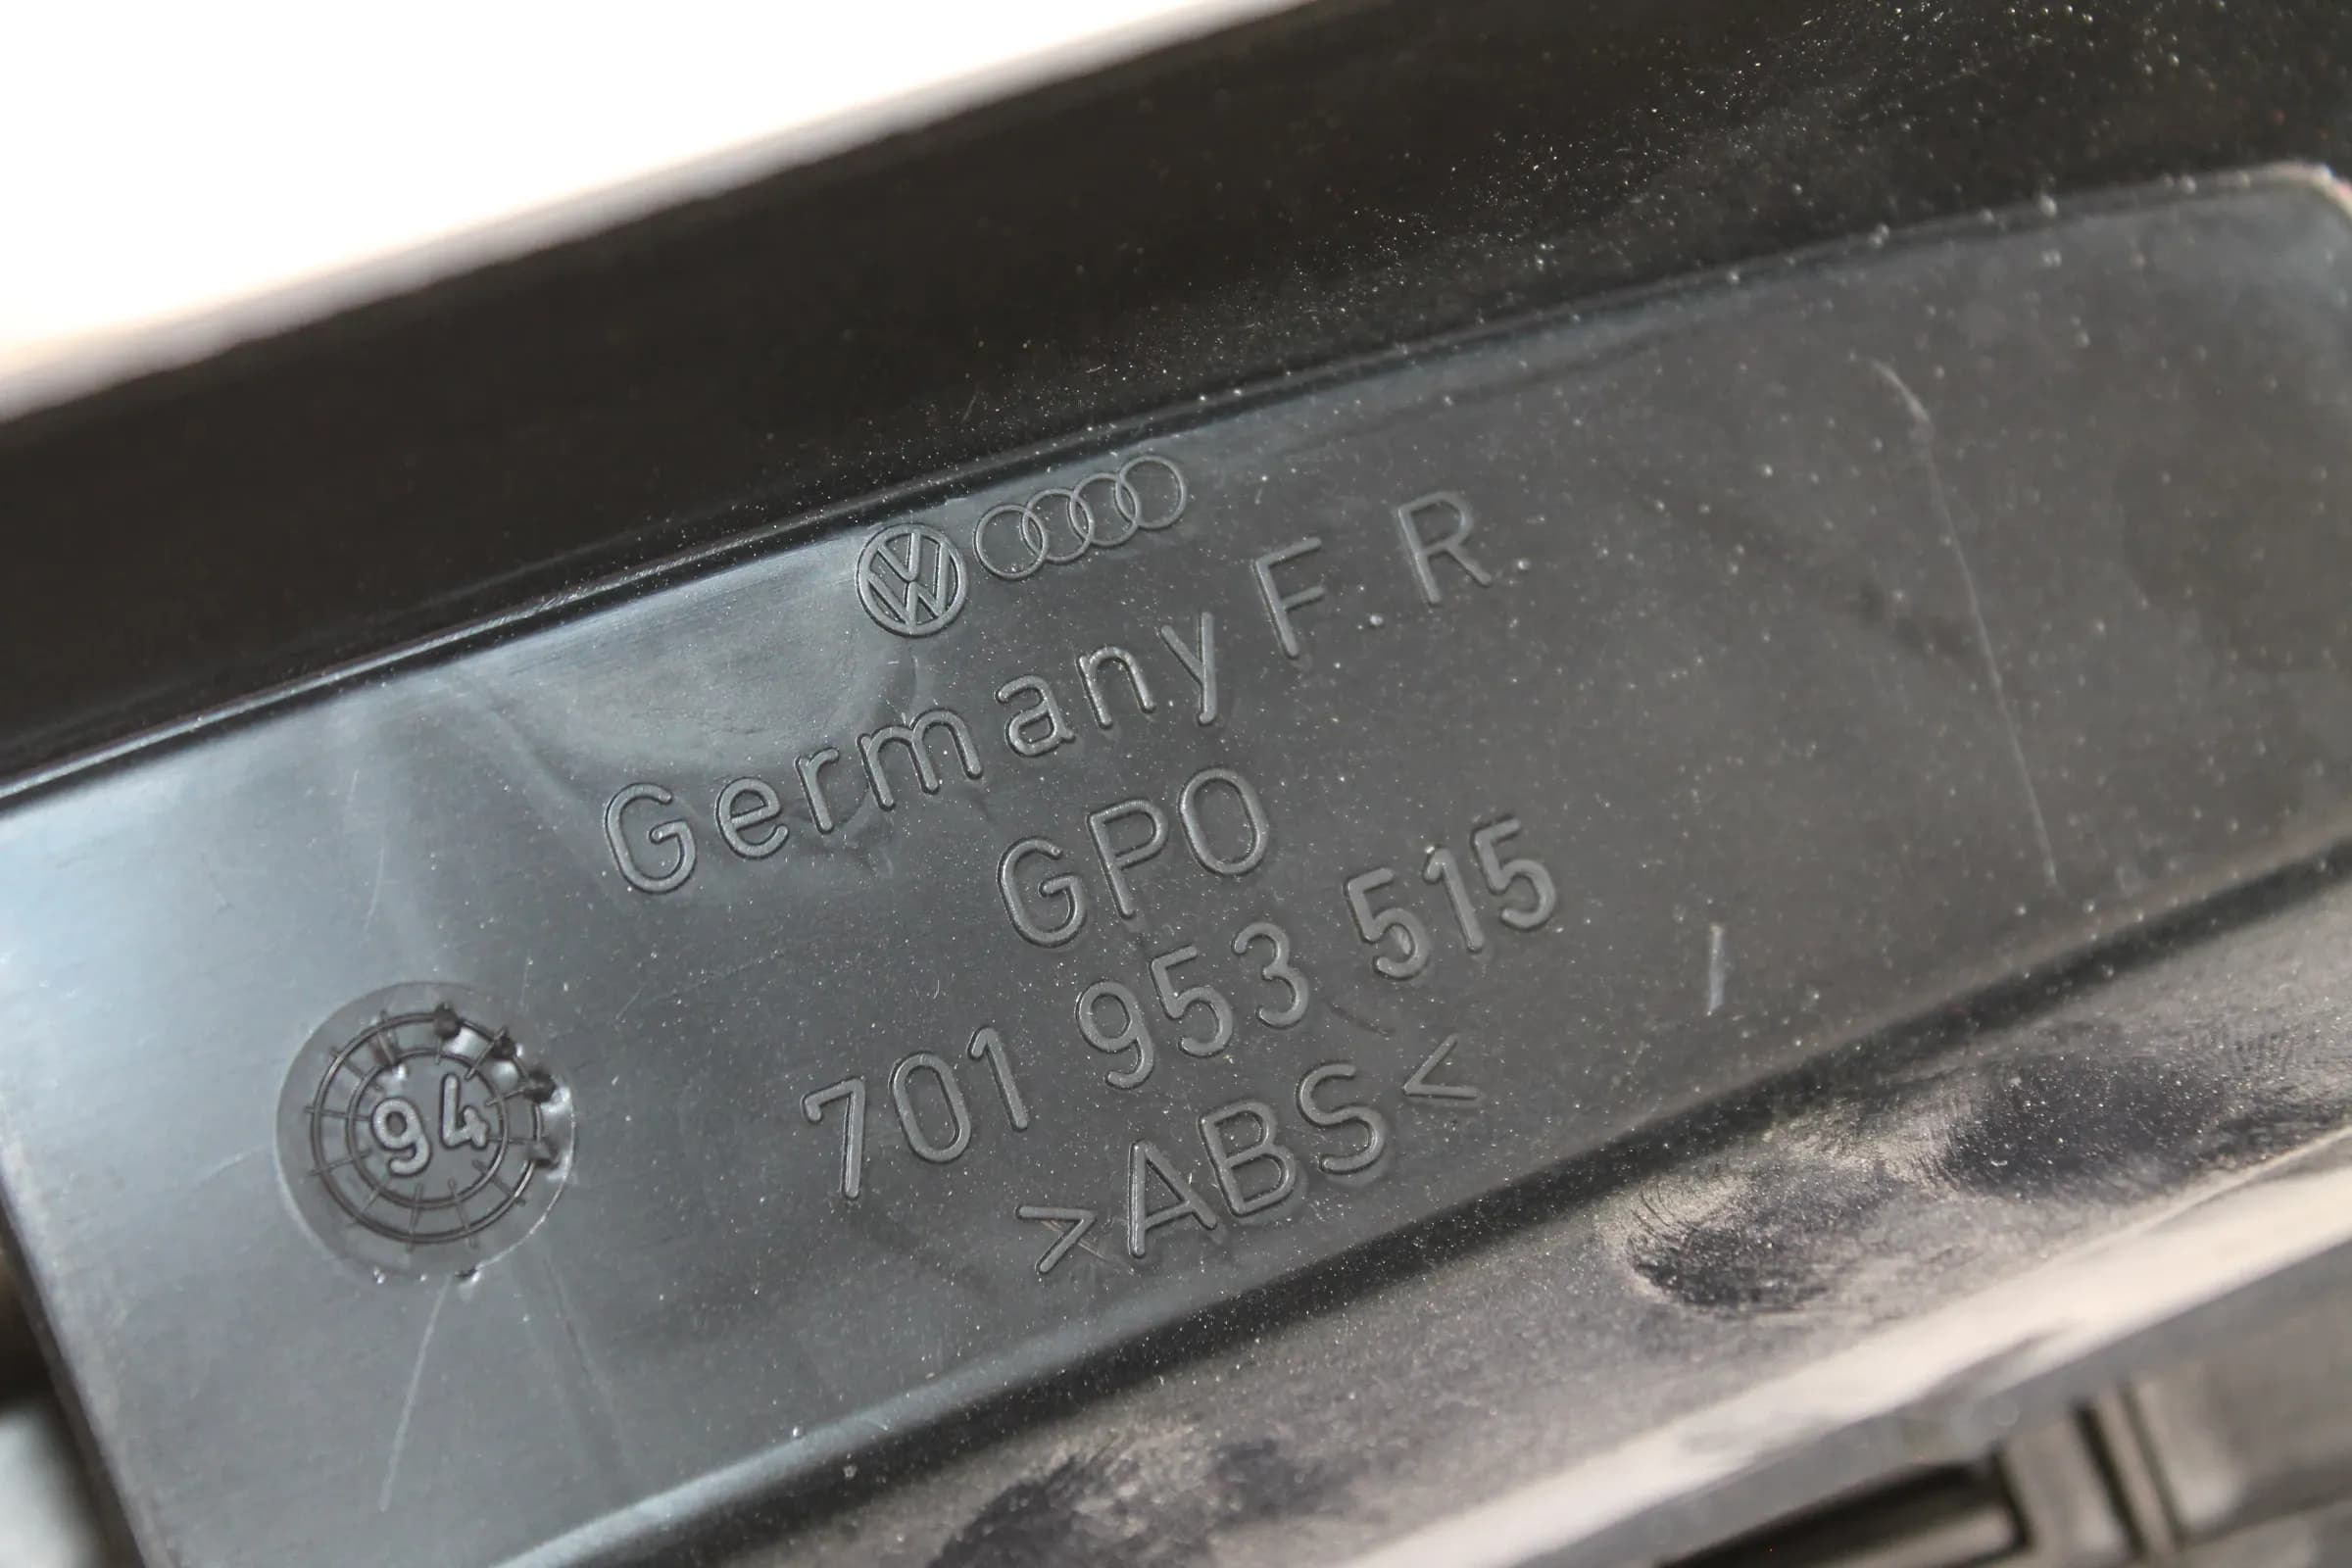 Germany F.R.
GPO
701 953 515
>ABS<
94